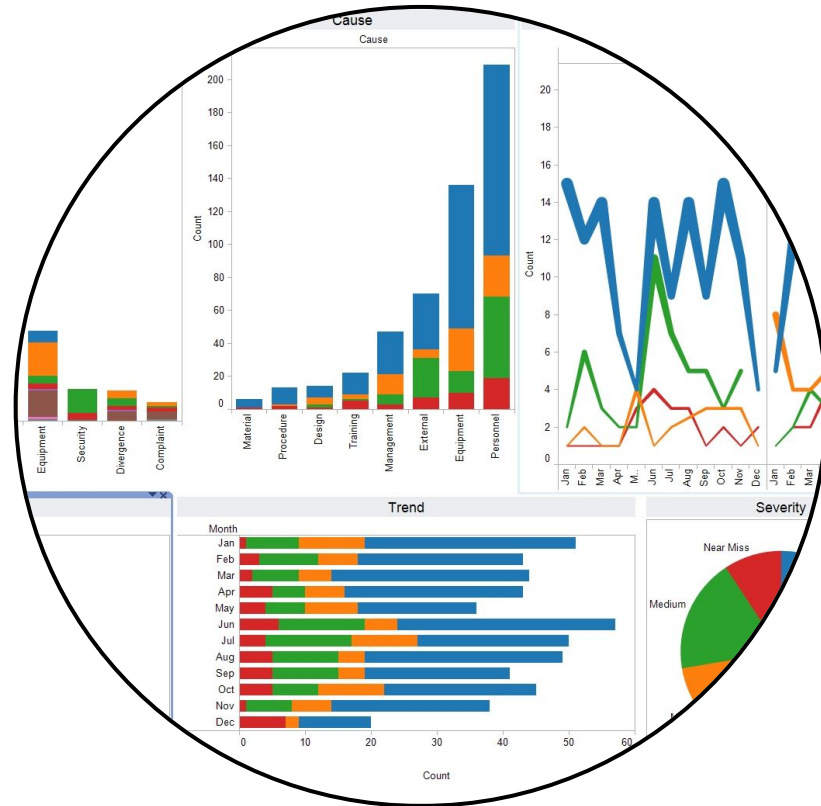 Cause
Cause
200
180
160
140
120
100
80
60
40
20
0
Count
Material
Procedure
Design
Training
Management
External
Equipment
Personnel
20
18
16
14
12
10
8
6
4
2
0
Count
Jan
Feb
Mar
Apr
M..
Jun
Jul
Aug
Sep
Oct
Nov
Dec
Jan
Feb
Mar
Equipment
Security
Divergence
Complaint
Trend
Month
Jan
Feb
Mar
Apr
May
Jun
Jul
Aug
Sep
Oct
Nov
Dec
0 10 20 30 40 50 60
Count
Severity
Near Miss
Medium